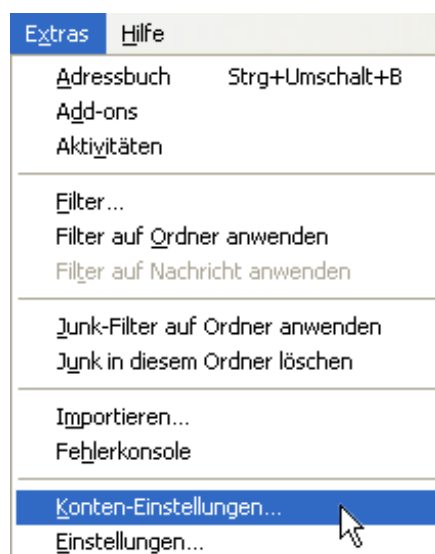 Extras Hilfe
Adressbuch Strg+Umschalt+B
Add-ons
Aktivitäten
Filter...
Filter auf Ordner anwenden
Filter auf Nachricht anwenden
Junk-Filter auf Ordner anwenden
Junk in diesem Ordner löschen
Importieren...
Fehlerkonsole
Konten-Einstellungen...
Einstellungen...